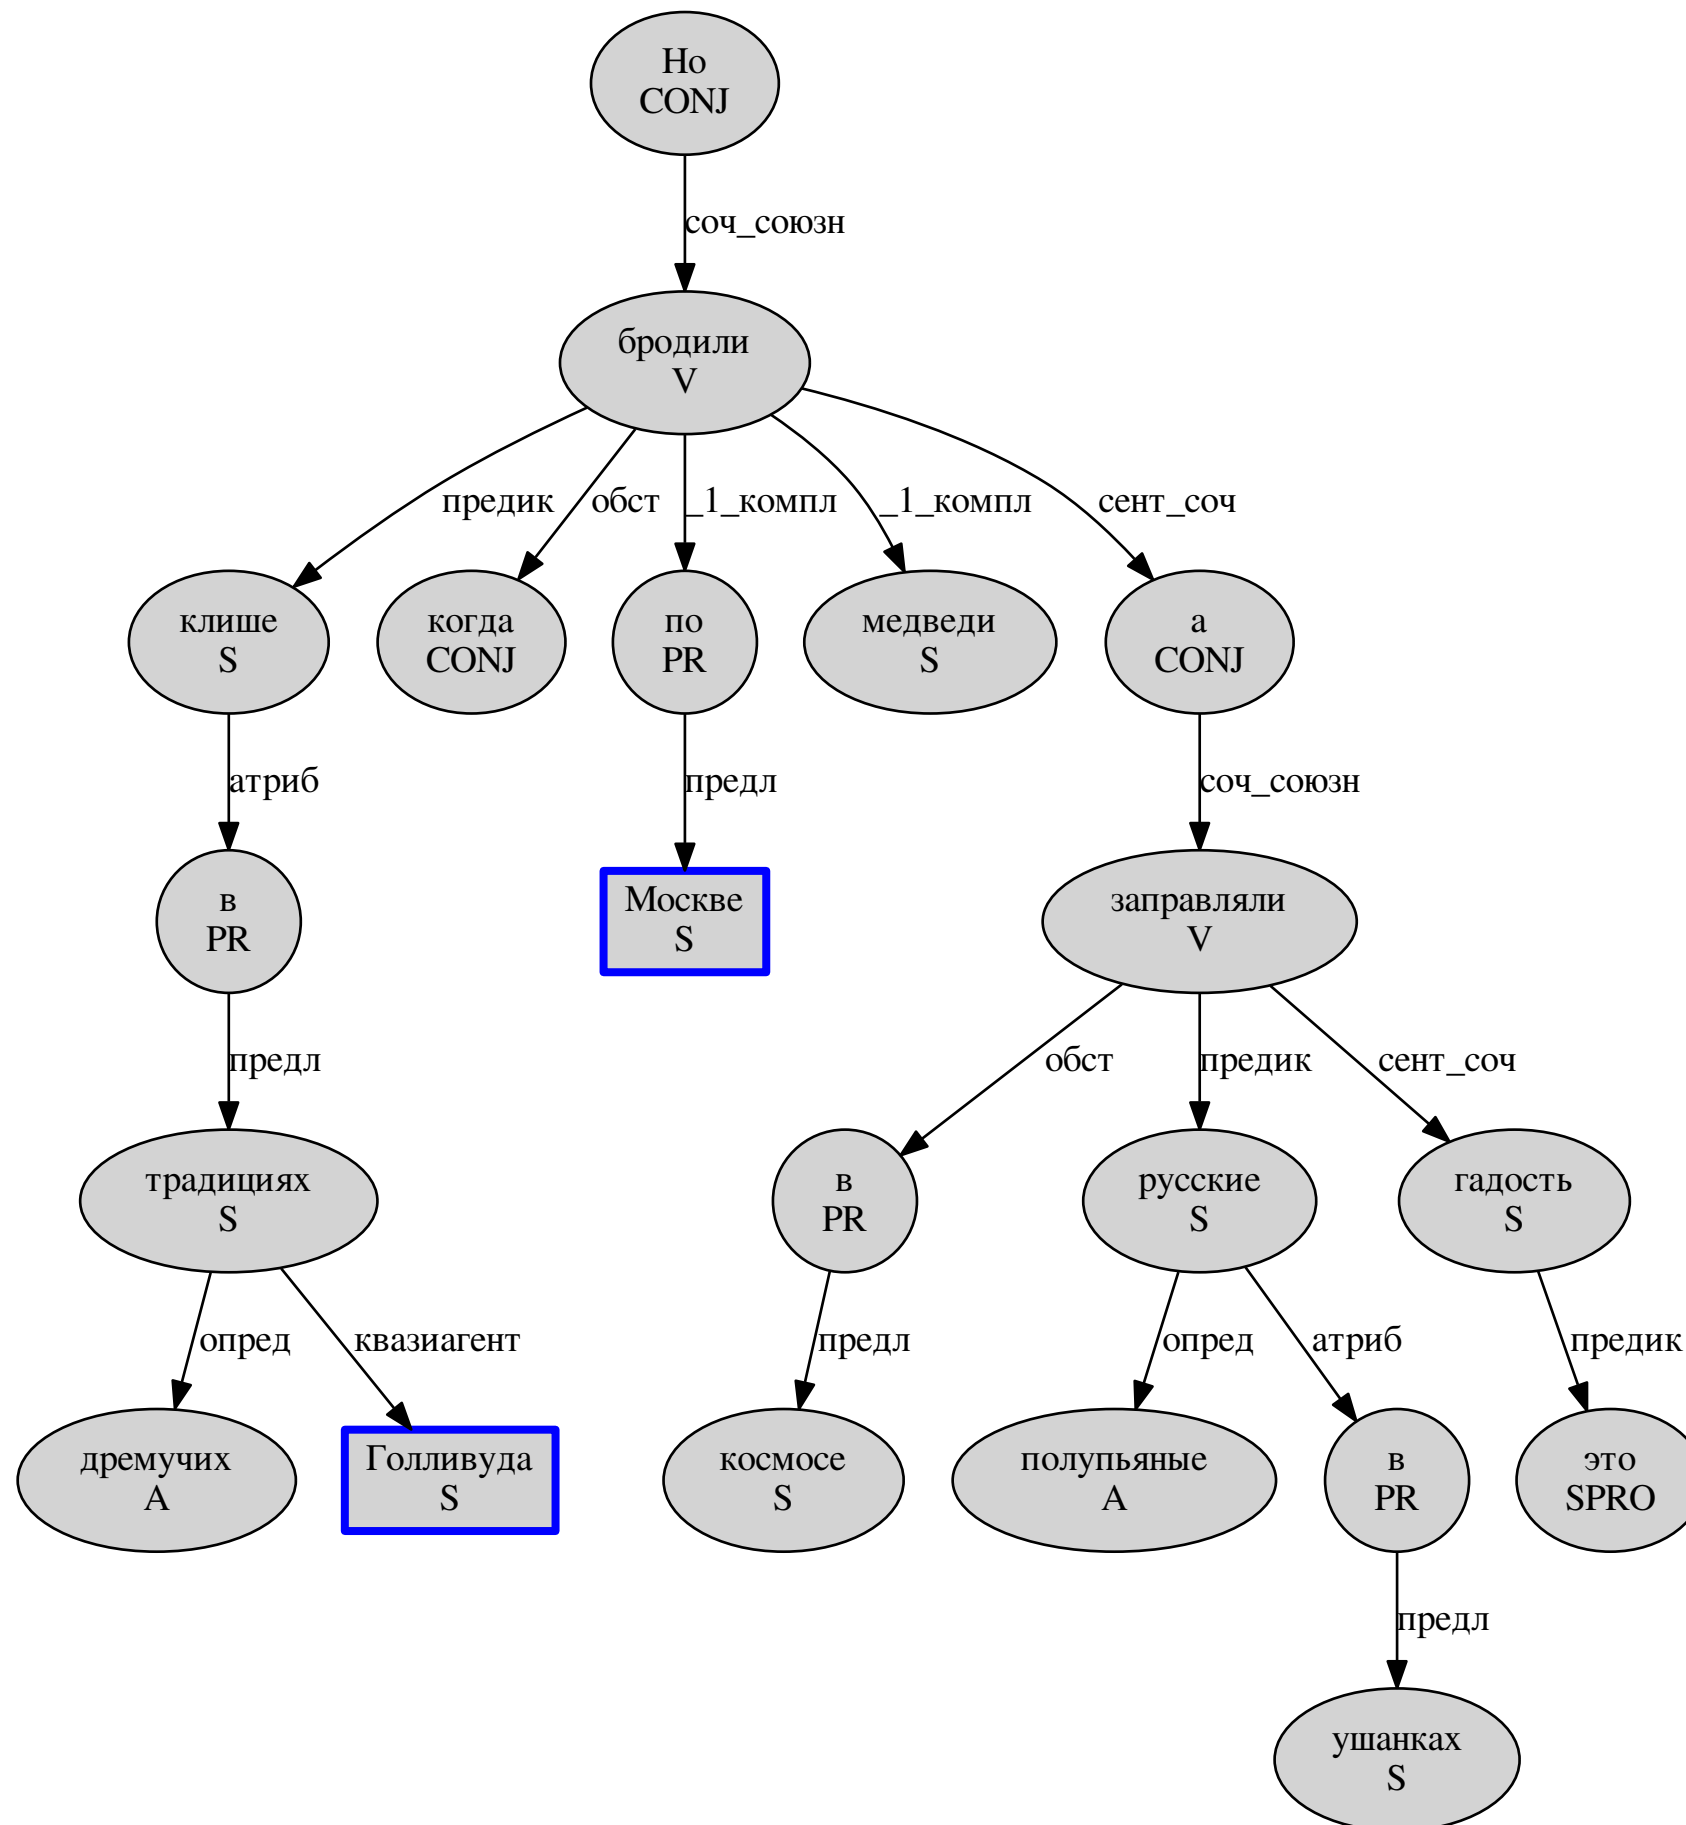 Но
CONJ
соч_союзн
бродили
V
предик
обст
_1_компл
_1_компл
сент_соч
клише
S
когда
CONJ
по
PR
медведи
S
а
CONJ
атриб
предл
соч_союзн
в
PR
Москве
S
заправляли
V
предл
обст
предик
сент_соч
традициях
S
в
PR
русские
S
гадость
S
опред
квазиагент
предл
опред
атриб
предик
дремучих
A
Голливуда
S
космосе
S
полупьяные
A
в
PR
это
SPRO
предл
ушанках
S